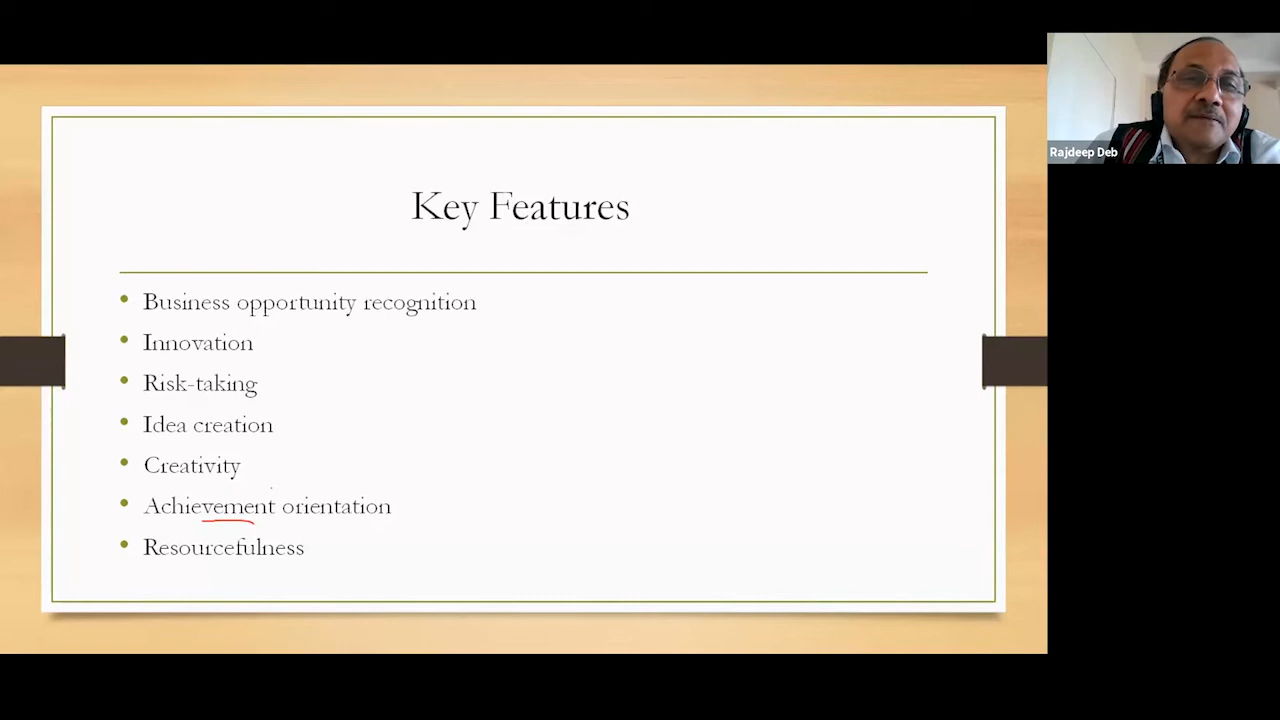 Key Features
Business opportunity recognition
Innovation
Risk-taking
Idea creation
Creativity
Achievement orientation
Resourcefulness
Rajdeep Deb